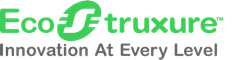 EcoStruxure™
Innovation At Every Level